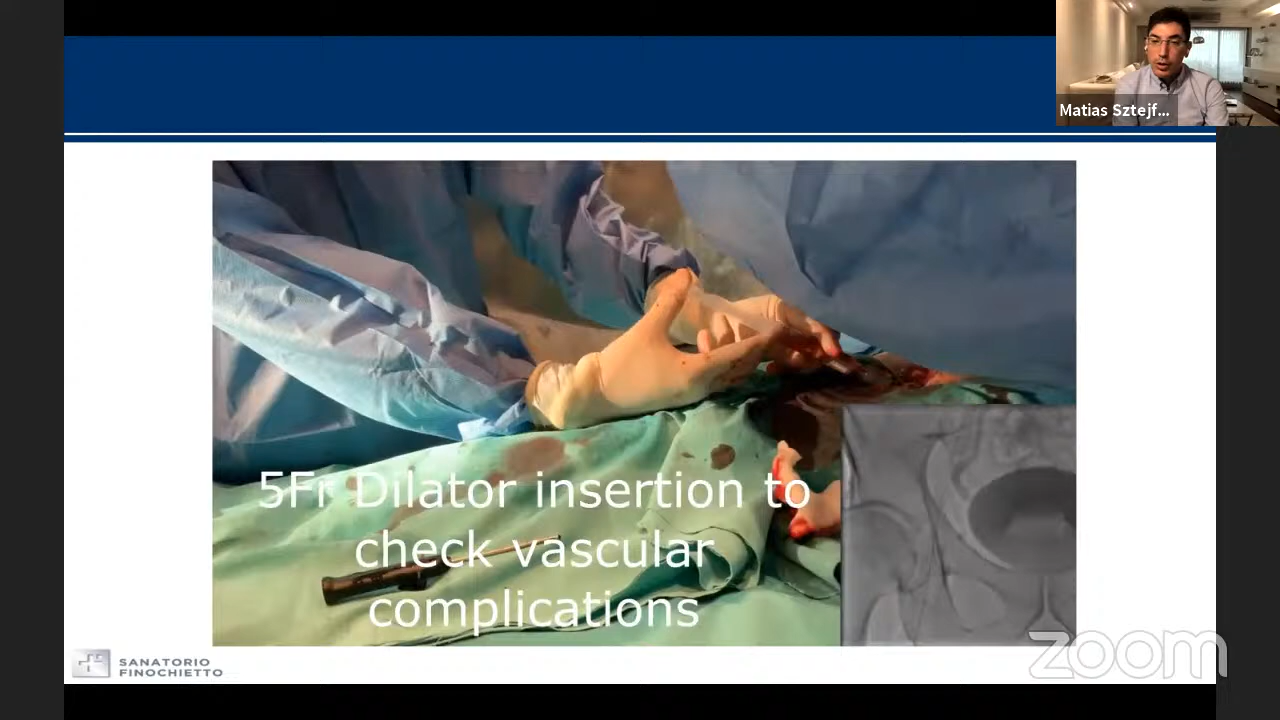 Matias Sztejf...
5Fr Dilator insertion to
check vascular
complications
SANATORIO
FINOCHIETTO
zoom